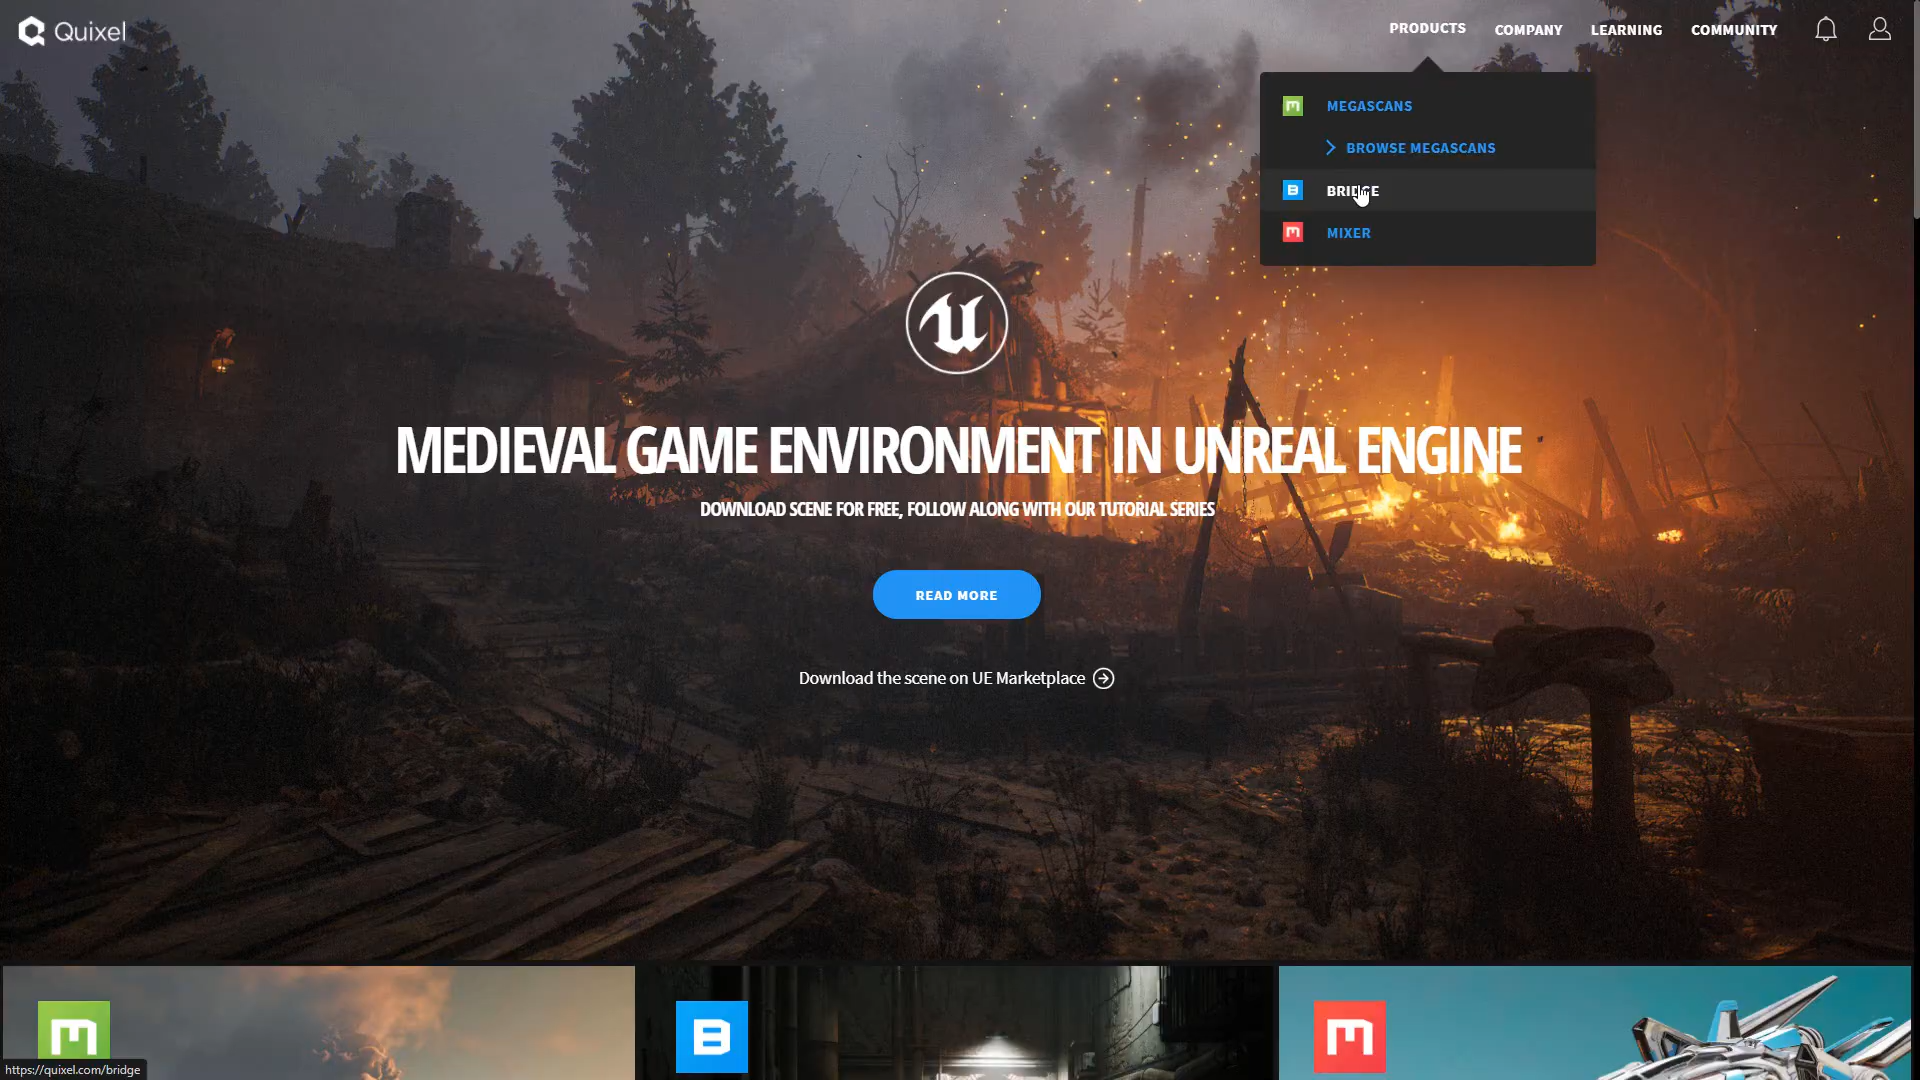 Quixel
PRODUCTS
COMPANY
LEARNING
COMMUNITY
MEGASCANS
BROWSE MEGASCANS
B BRIDGE
MIXER
MEDIEVAL GAME ENVIRONMENT IN UNREAL ENGINE
DOWNLOAD SCENE FOR FREE, FOLLOW ALONG WITH OUR TUTORIAL SERIES
READ MORE
Download the scene on UE Marketplace
B
https://quixel.com/bridge